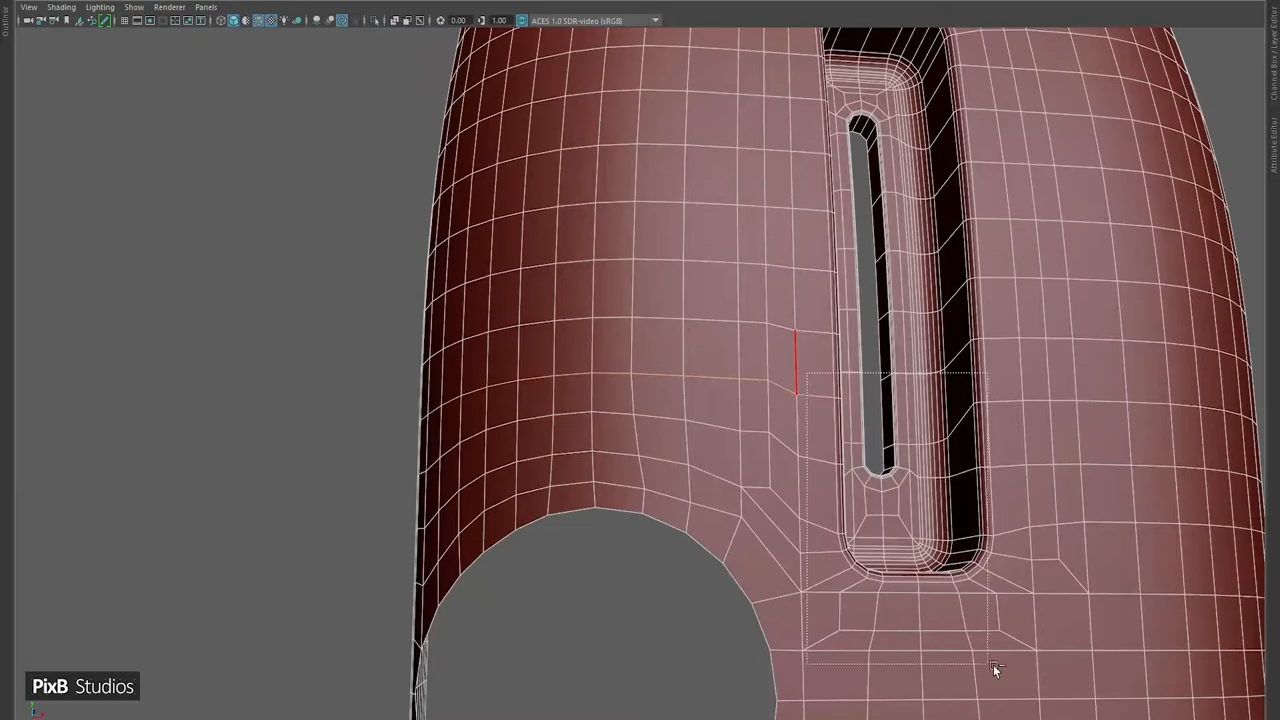 View Shading Lighting Show Renderer Panels
0.00 1.00 ACES 1.0 SDR-video (sRGB)
Outliner
Channel Box / Layer Editor
Attribute Editor
PixB Studios